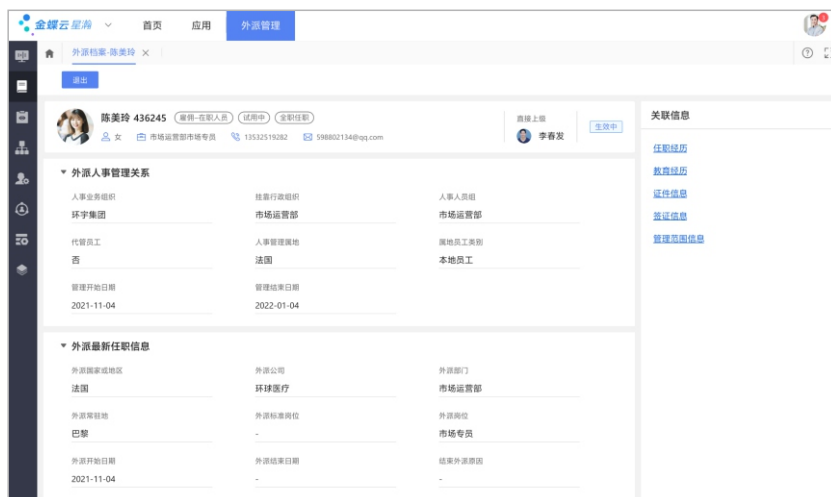 金蝶云 星瀚 首页 应用 外派管理
外派档案-陈美玲
退出
陈美玲 436245 雇佣-在职人员 试用中 全职任职
女 市场运营部市场专员 13532519282 598802134@qq.com
直接上级
李春发
生效中
外派人事管理关系
人事业务组织 挂靠行政组织 人事人员组
环宇集团 市场运营部 市场运营部
代管员工 人事管理属地 属地员工类别
否 法国 本地员工
管理开始日期 管理结束日期
2021-11-04 2022-01-04
外派最新任职信息
外派国家或地区 外派公司 外派部门
法国 环球医疗 市场运营部
外派常驻地 外派标准岗位 外派岗位
巴黎 - 市场专员
外派开始日期 外派结束日期 结束外派原因
2021-11-04 - -
关联信息
任职经历
教育经历
证件信息
签证信息
管理范围信息